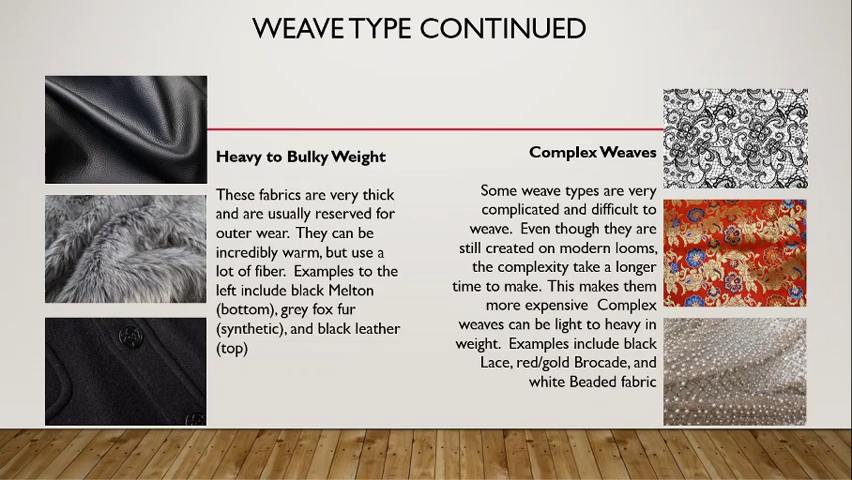 WEAVE TYPE CONTINUED
Heavy to Bulky Weight
These fabrics are very thick
and are usually reserved for
outer wear. They can be
incredibly warm, but use a
lot of fiber. Examples to the
left include black Melton
(bottom), grey fox fur
(synthetic), and black leather
(top)
Complex Weaves
Some weave types are very
complicated and difficult to
weave. Even though they are
still created on modern looms,
the complexity take a longer
time to make. This makes them
more expensive Complex
weaves can be light to heavy in
weight. Examples include black
Lace, red/gold Brocade, and
white Beaded fabric